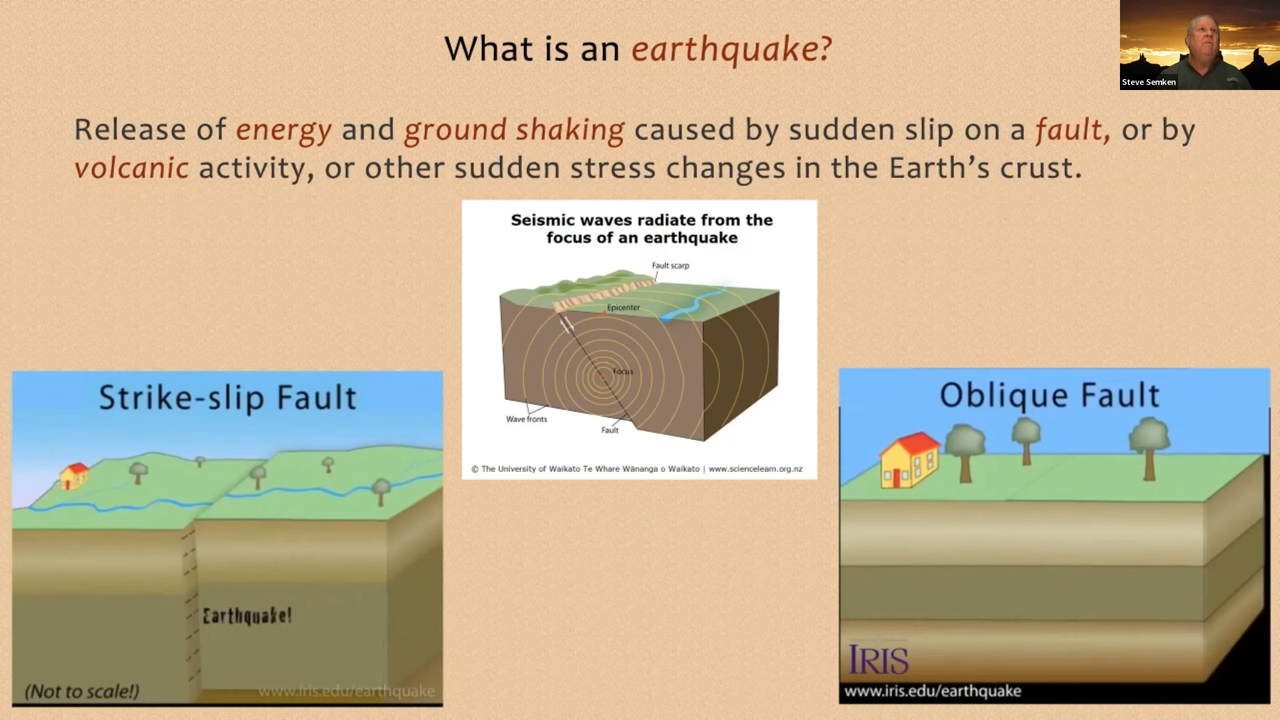 What is an earthquake?
Steve Semken
Release of energy and ground shaking caused by sudden slip on a fault, or by
volcanic activity, or other sudden stress changes in the Earth's crust.
Seismic waves radiate from the
focus of an earthquake
Fault scarp
Epicenter
Focus
Wave fronts
Fault
© The University of Waikato Te Whare Wānanga o Waikato | www.sciencelearn.org.nz
Strike-slip Fault
Earthquake!
(Not to scale!)
www.iris.edu/earthquake
Oblique Fault
IRIS
www.iris.edu/earthquake